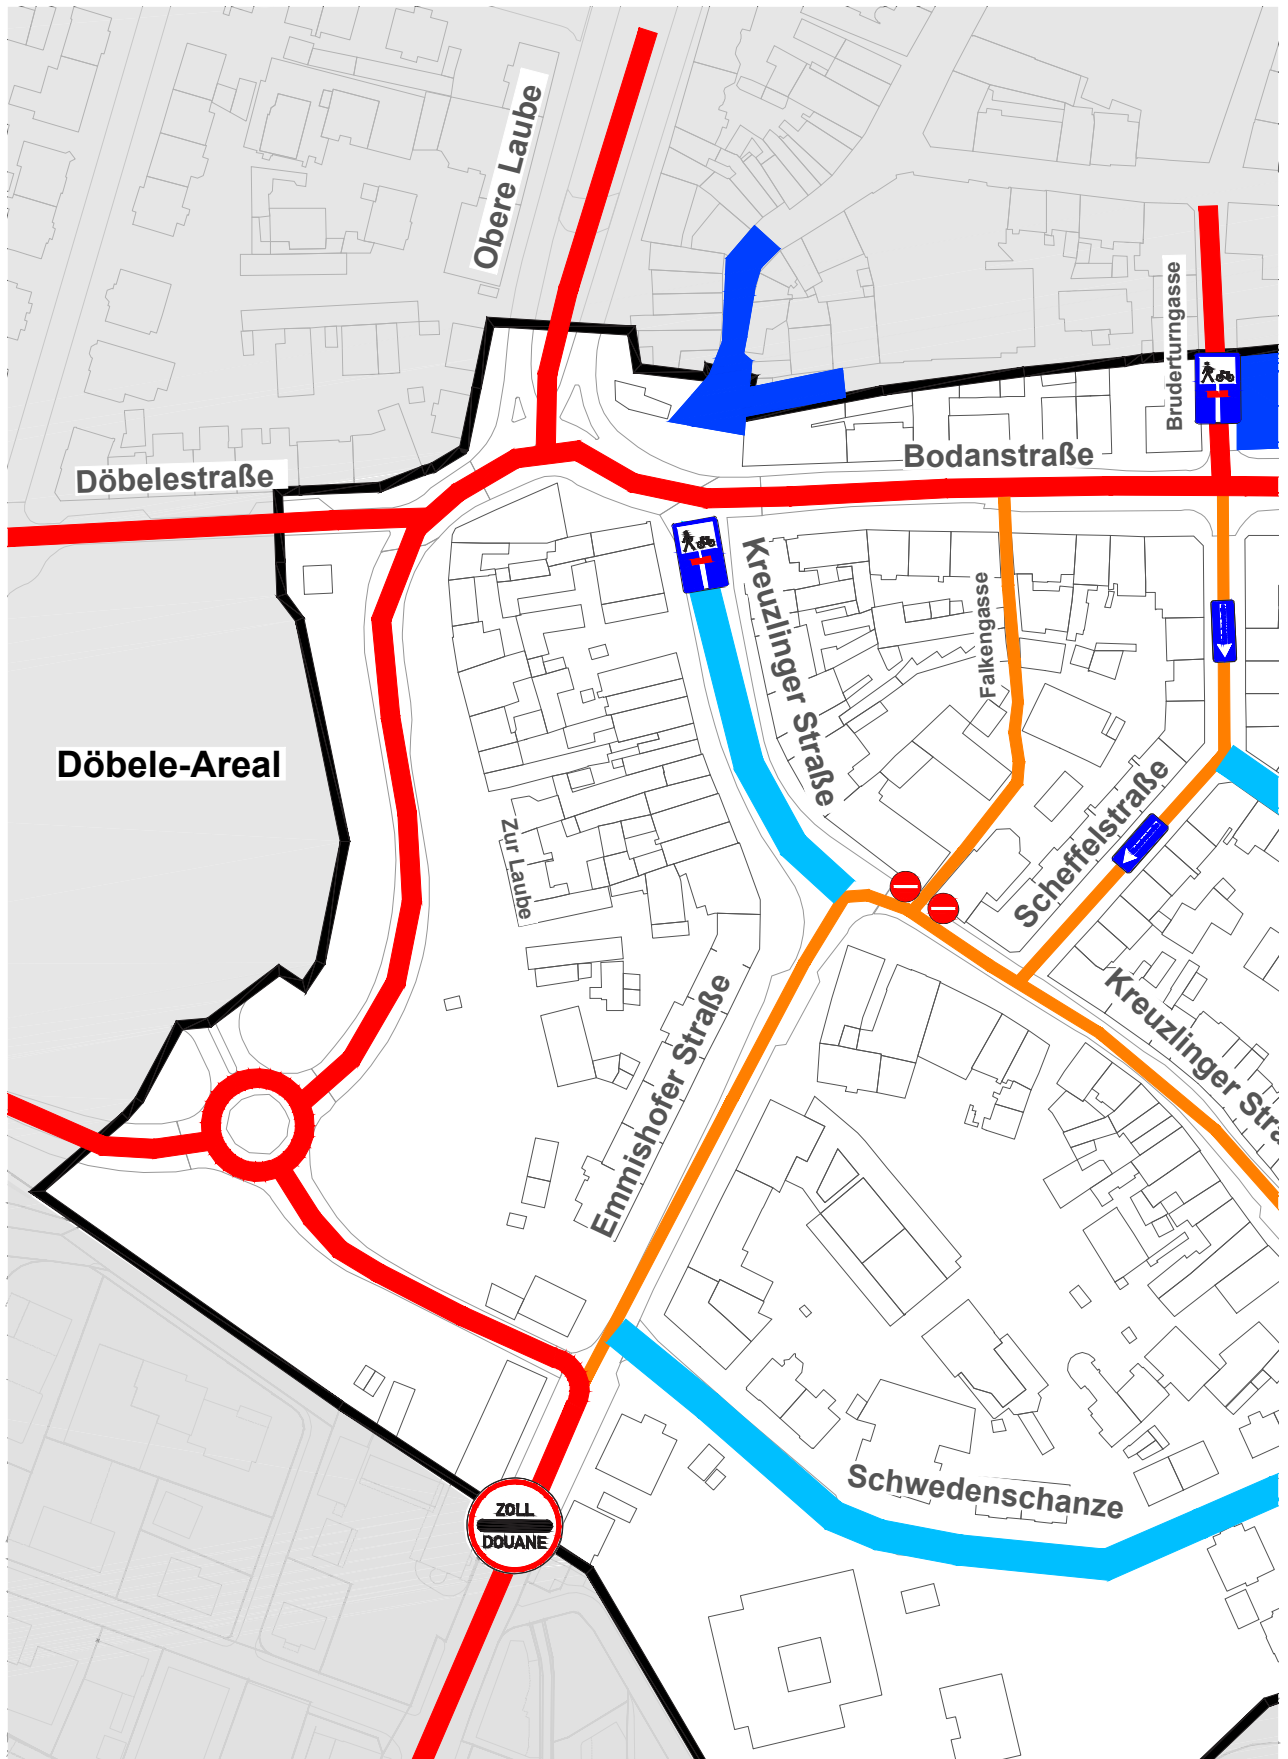 Obere Laube
Bruderturngasse
Bodanstraße
Döbelestraße
Kreuzlinger Straße
Falkengasse
Döbele-Areal
Scheffelstraße
Zur Laube
Emmishofer Straße
Kreuzlinger Stra
Schwedenschanze
ZOLL
DOUANE